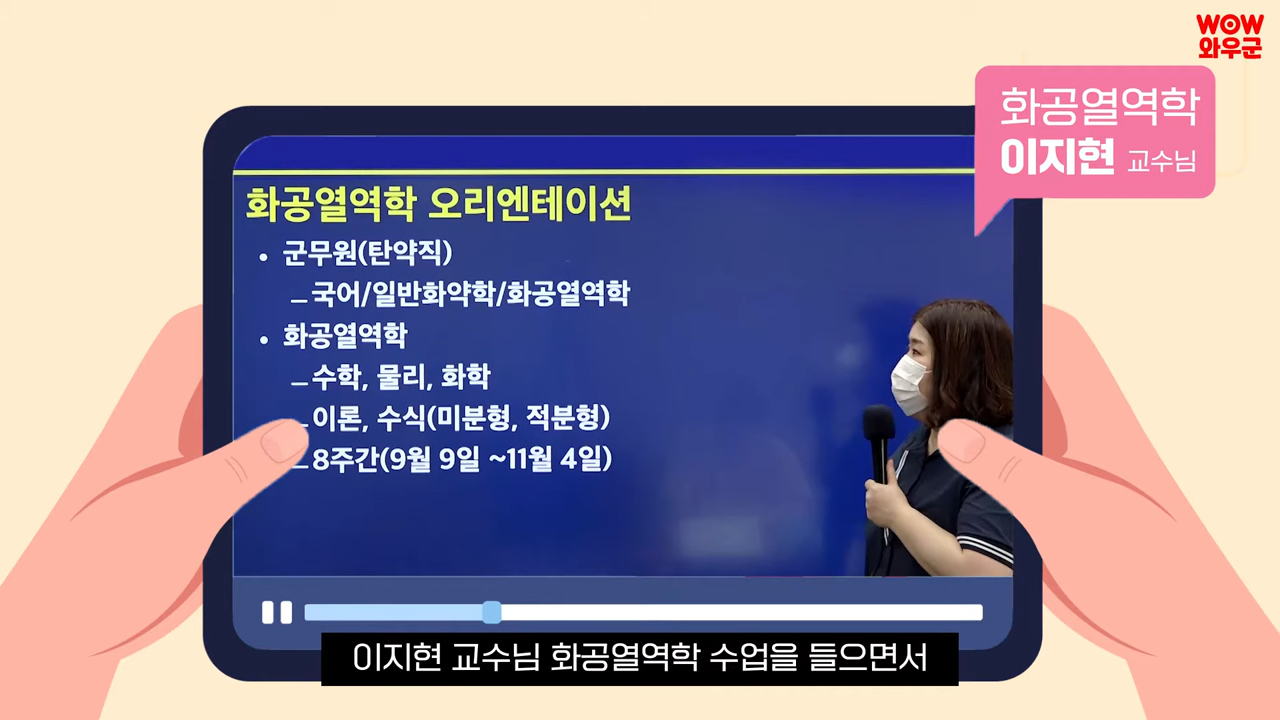 WOW
와우군
화공열역학
이지현 교수님
화공열역학 오리엔테이션
• 군무원(탄약직)
– 국어/일반화약학/화공열역학
• 화공열역학
– 수학, 물리, 화학
– 이론, 수식(미분형, 적분형)
– 8주간(9월 9일 ~11월 4일)
이지현 교수님 화공열역학 수업을 들으면서